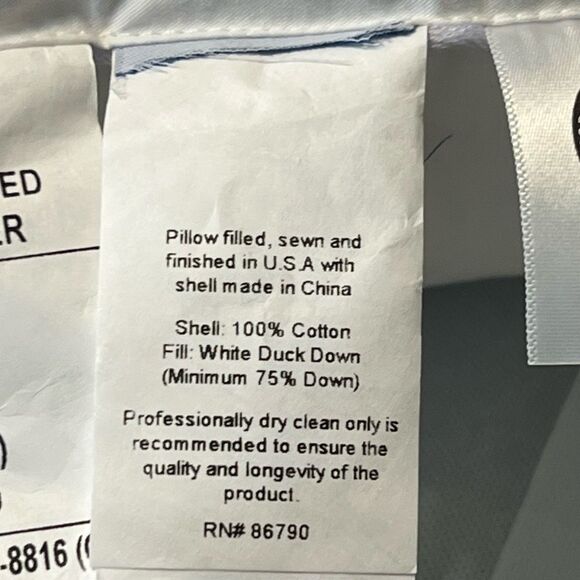 ED
R
Pillow filled, sewn and
finished in U.S.A with
shell made in China
Shell: 100% Cotton
Fill: White Duck Down
(Minimum 75% Down)
Professionally dry clean only is
recommended to ensure the
quality and longevity of the
product.
RN# 86790
)
-8816 (